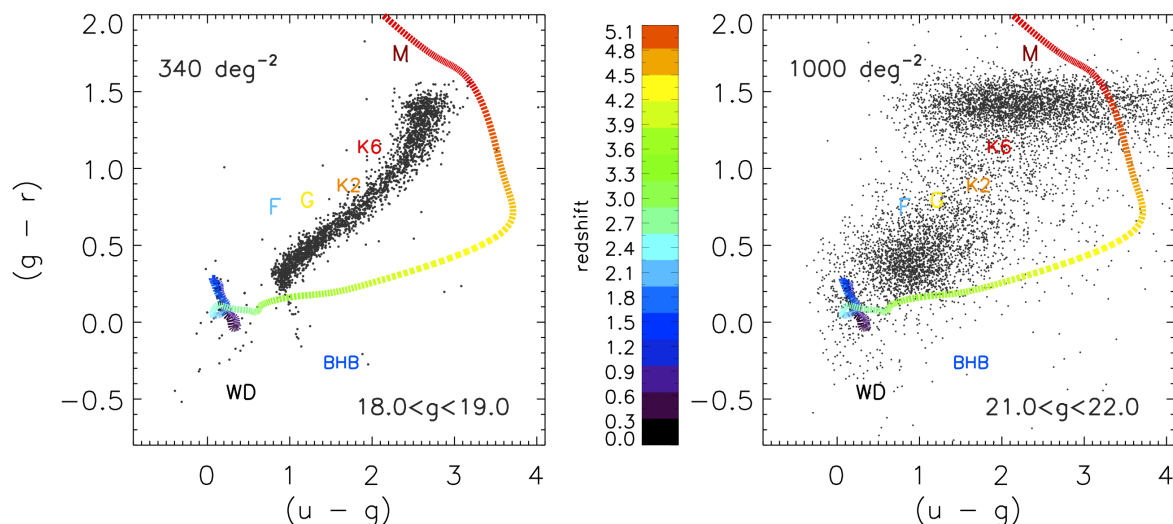 2.0
1.5
1.0
0.5
0.0
−0.5
(g − r)
340 deg−2
M
K6
K2
G
F
BHB
WD
18.0<g<19.0
0 1 2 3 4
(u − g)
redshift
5.1
4.8
4.5
4.2
3.9
3.6
3.3
3.0
2.7
2.4
2.1
1.8
1.5
1.2
0.9
0.6
0.3
0.0
2.0
1.5
1.0
0.5
0.0
−0.5
1000 deg−2
M
K6
K2
G
F
BHB
WD
21.0<g<22.0
0 1 2 3 4
(u − g)